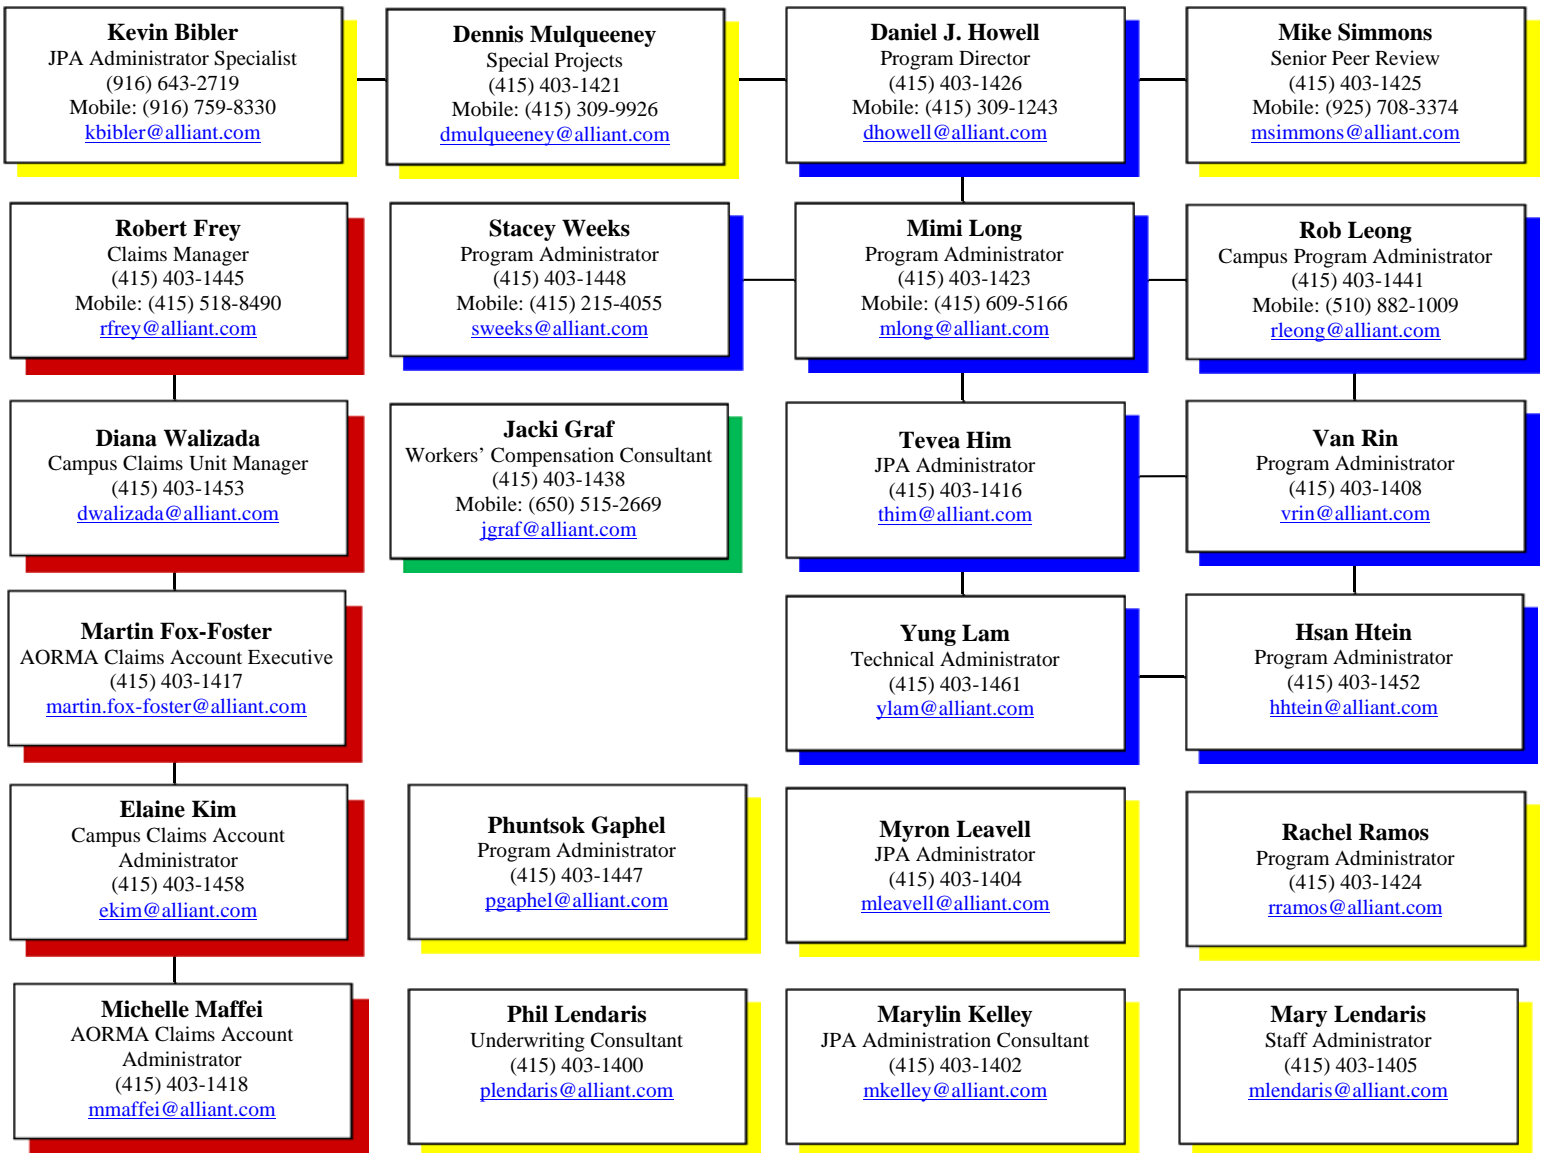 Kevin Bibler
JPA Administrator Specialist
(916) 643-2719
Mobile: (916) 759-8330
kbibler@alliant.com
Dennis Mulqueeney
Special Projects
(415) 403-1421
Mobile: (415) 309-9926
dmulqueeney@alliant.com
Daniel J. Howell
Program Director
(415) 403-1426
Mobile: (415) 309-1243
dhowell@alliant.com
Mike Simmons
Senior Peer Review
(415) 403-1425
Mobile: (925) 708-3374
msimmons@alliant.com
Robert Frey
Claims Manager
(415) 403-1445
Mobile: (415) 518-8490
rfrey@alliant.com
Stacey Weeks
Program Administrator
(415) 403-1448
Mobile: (415) 215-4055
sweeks@alliant.com
Mimi Long
Program Administrator
(415) 403-1423
Mobile: (415) 609-5166
mlong@alliant.com
Rob Leong
Campus Program Administrator
(415) 403-1441
Mobile: (510) 882-1009
rleong@alliant.com
Diana Walizada
Campus Claims Unit Manager
(415) 403-1453
dwalizada@alliant.com
Jacki Graf
Workers’ Compensation Consultant
(415) 403-1438
Mobile: (650) 515-2669
jgraf@alliant.com
Tevea Him
JPA Administrator
(415) 403-1416
thim@alliant.com
Van Rin
Program Administrator
(415) 403-1408
vrin@alliant.com
Martin Fox-Foster
AORMA Claims Account Executive
(415) 403-1417
martin.fox-foster@alliant.com
Yung Lam
Technical Administrator
(415) 403-1461
ylam@alliant.com
Hsan Htein
Program Administrator
(415) 403-1452
hhtein@alliant.com
Elaine Kim
Campus Claims Account
Administrator
(415) 403-1458
ekim@alliant.com
Phuntsok Gaphel
Program Administrator
(415) 403-1447
pgaphel@alliant.com
Myron Leavell
JPA Administrator
(415) 403-1404
mleavell@alliant.com
Rachel Ramos
Program Administrator
(415) 403-1424
rramos@alliant.com
Michelle Maffei
AORMA Claims Account
Administrator
(415) 403-1418
mmaffei@alliant.com
Phil Lendaris
Underwriting Consultant
(415) 403-1400
plendaris@alliant.com
Marylin Kelley
JPA Administration Consultant
(415) 403-1402
mkelley@alliant.com
Mary Lendaris
Staff Administrator
(415) 403-1405
mlendaris@alliant.com